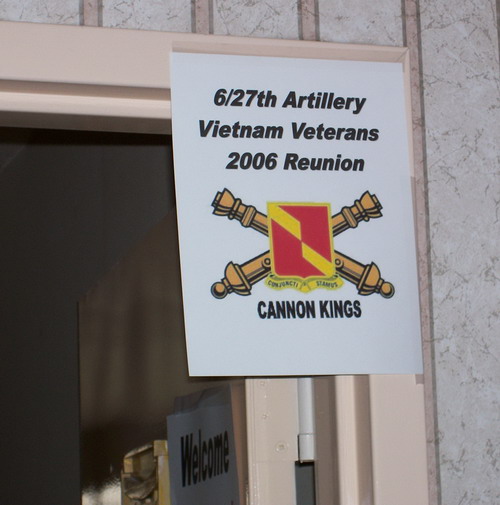 6/27th Artillery
Vietnam Veterans
2006 Reunion
CONJUNCTI STAMUS
CANNON KINGS
Welcome